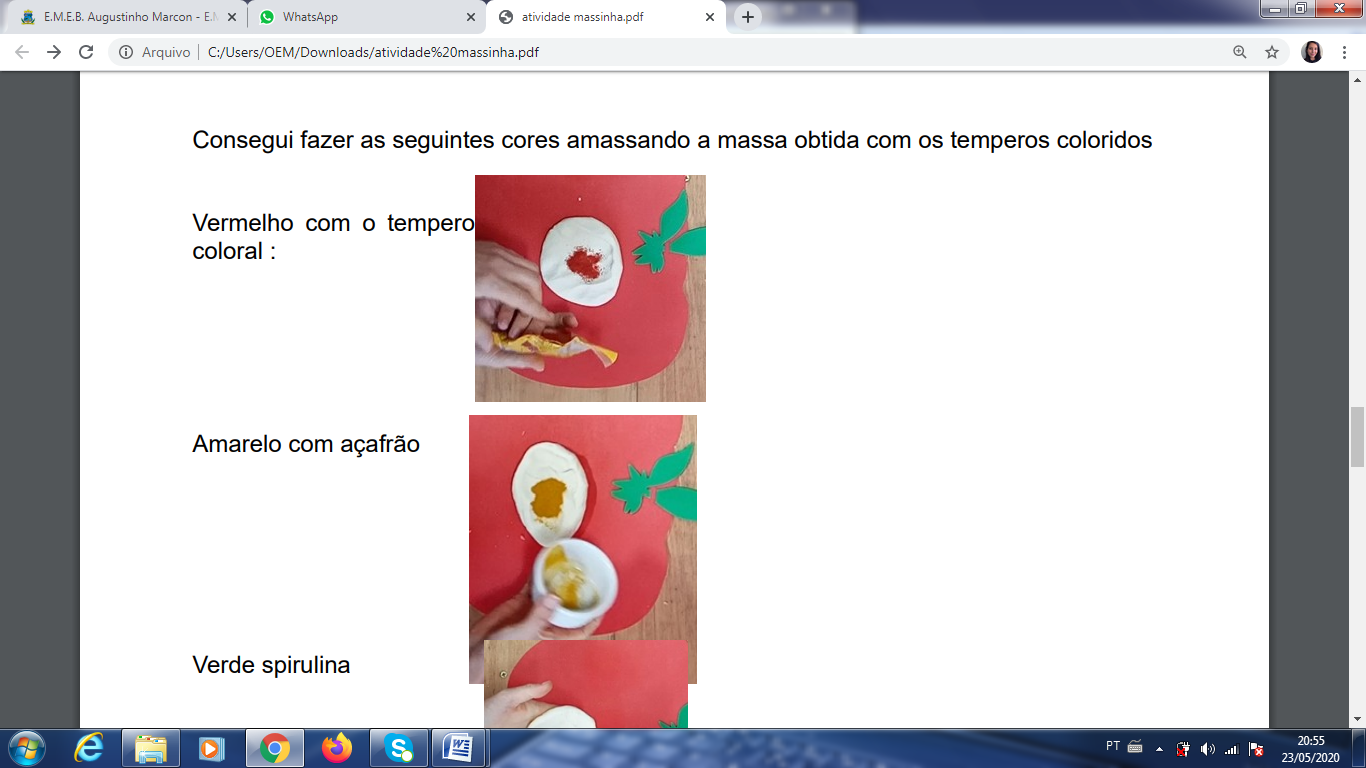 E.M.E.B. Augustinho Marcon - E.M
WhatsApp
atividade massinha.pdf
Arquivo
C:/Users/OEM/Downloads/atividade%20massinha.pdf
Consegui fazer as seguintes cores amassando a massa obtida com os temperos coloridos
Vermelho com o tempero
coloral :
Amarelo com açafrão
Verde spirulina
PT
20:55
23/05/2020